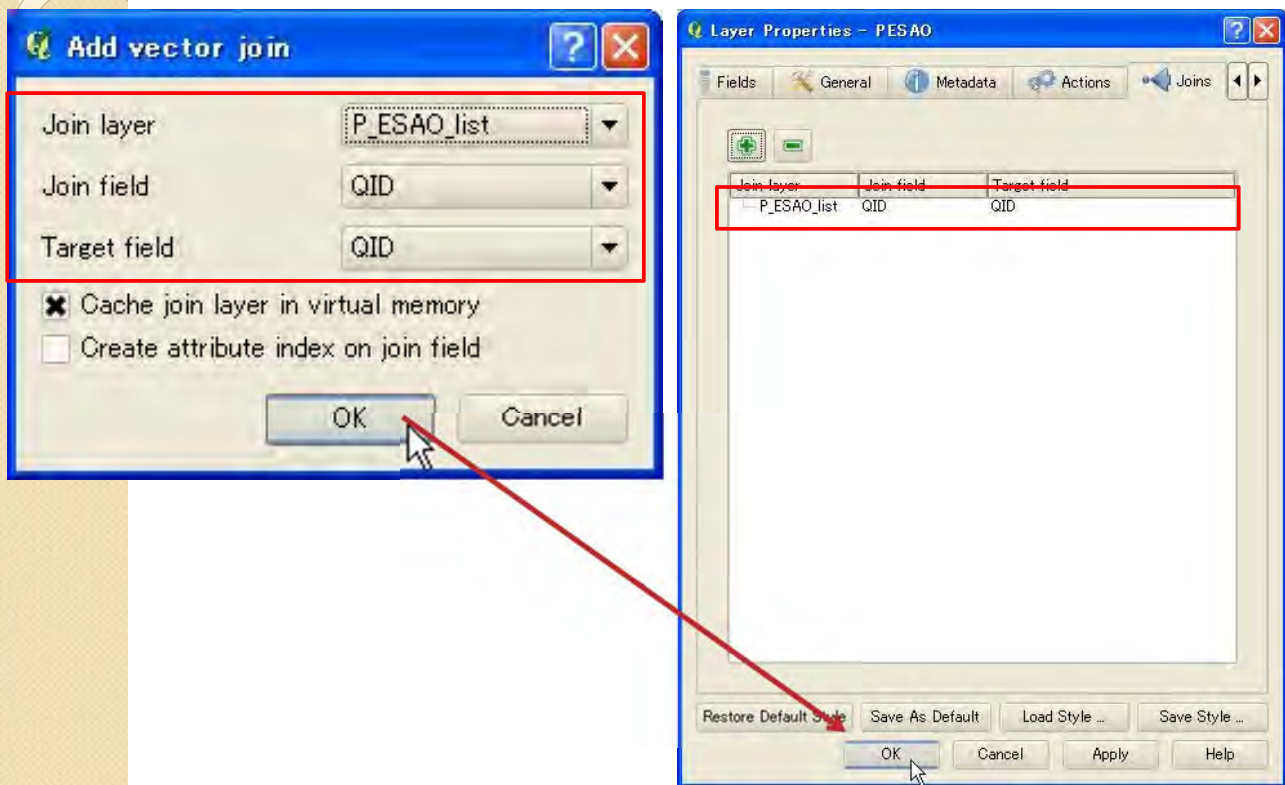 Add vector join
Join layer P_ESAO_list
Join field QID
Target field QID
Cache join layer in virtual memory
Create attribute index on join field
OK Cancel
Layer Properties - PESAO
Fields General Metadata Actions Joins
Join layer Join field Target field
P_ESAO_list QID QID
Restore Default Style Save As Default Load Style ... Save Style ...
OK Cancel Apply Help